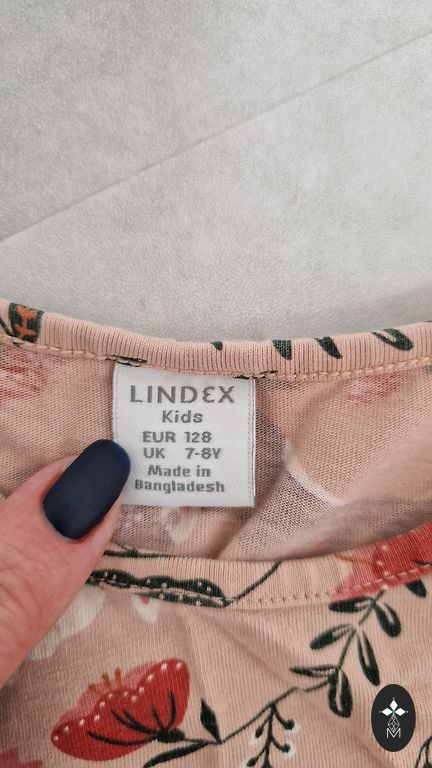 LINDEX
Kids
EUR 128
UK 7-8Y
Made in
Bangladesh
M